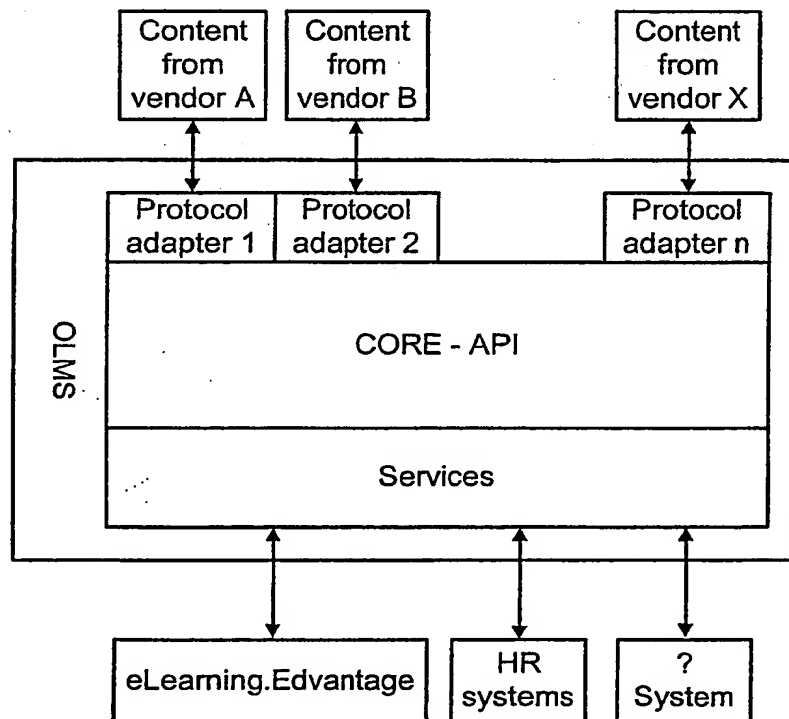 Content
from
vendor A
Content
from
vendor B
Content
from
vendor X
Protocol
adapter 1
Protocol
adapter 2
Protocol
adapter n
OLMS
CORE - API
Services
eLearning.Edvantage
HR
systems
?
System